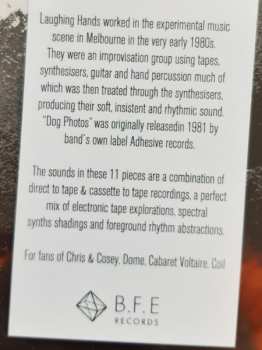 Laughing Hands worked in the experimental music
scene in Melbourne in the very early 1980s.
They were an improvisation group using tapes,
synthesisers, guitar and hand percussion much of
which was then treated through the synthesisers,
producing their soft, insistent and rhythmic sound.
"Dog Photos" was originally releasedin 1981 by
band's own label Adhesive records.
The sounds in these 11 pieces are a combination of
direct to tape & cassette to tape recordings, a perfect
mix of electronic tape explorations, spectral
synths shadings and foreground rhythm abstractions.
For fans of Chris & Cosey, Dome, Cabaret Voltaire, Coil
B.F.E
RECORDS